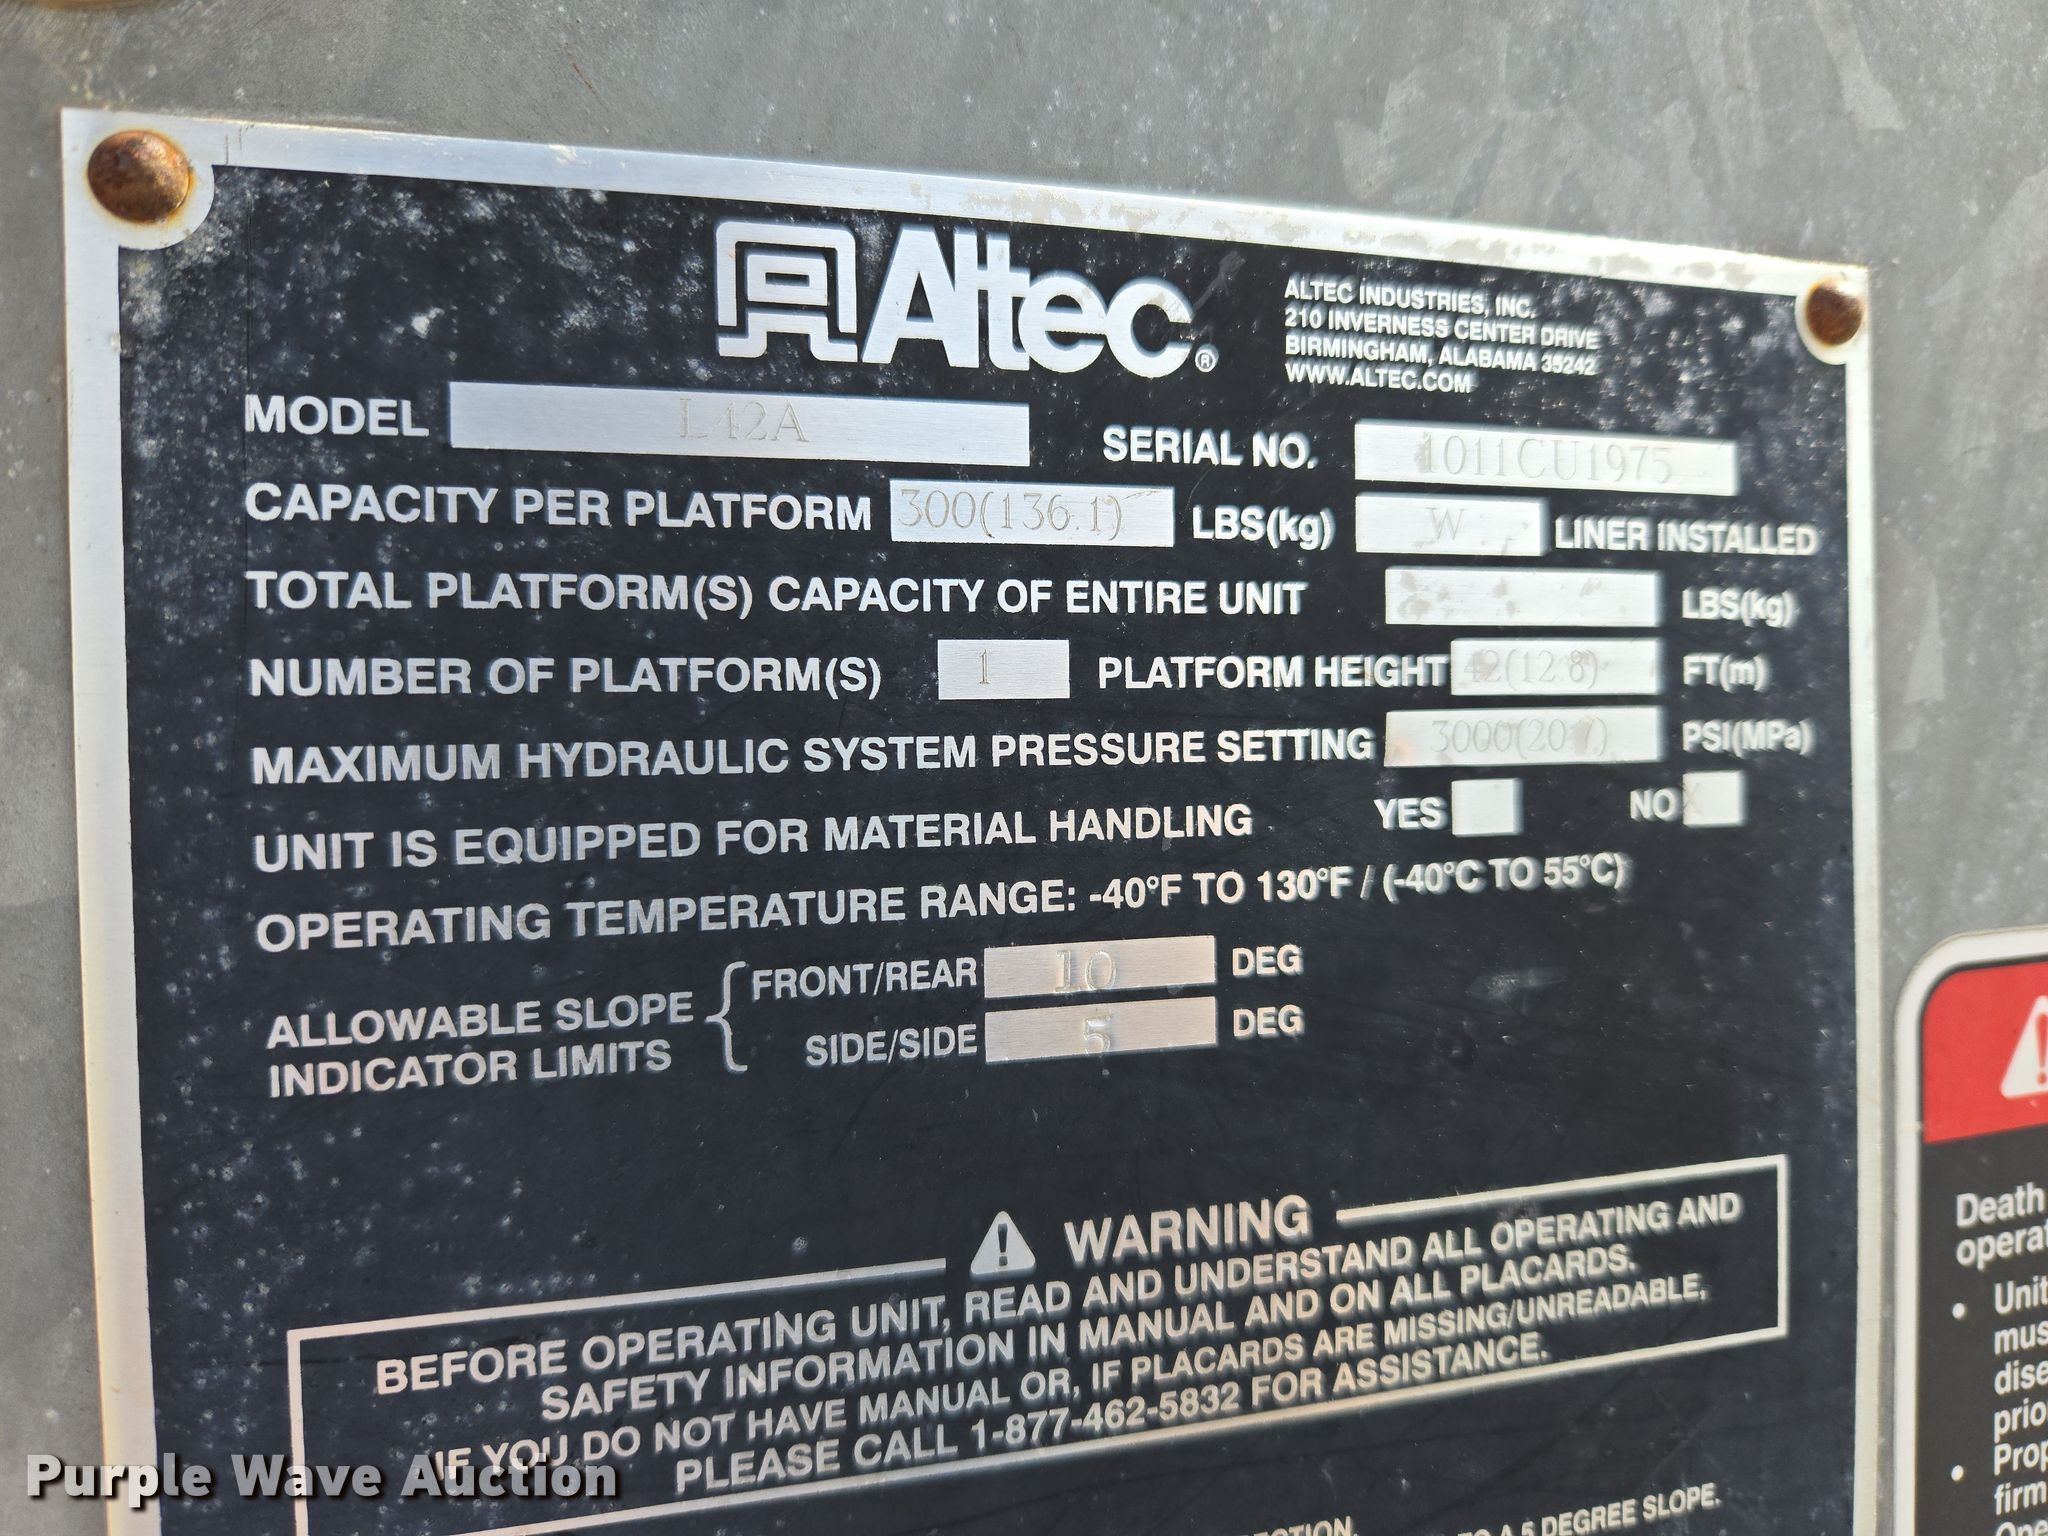 Altec®
ALTEC INDUSTRIES, INC.
210 INVERNESS CENTER DRIVE
BIRMINGHAM, ALABAMA 35242
WWW.ALTEC.COM
MODEL L42A
SERIAL NO. 1011CU1975
CAPACITY PER PLATFORM 300(136.1) LBS(kg) W LINER INSTALLED
TOTAL PLATFORM(S) CAPACITY OF ENTIRE UNIT LBS(kg)
NUMBER OF PLATFORM(S) 1 PLATFORM HEIGHT 42(12.8) FT(m)
MAXIMUM HYDRAULIC SYSTEM PRESSURE SETTING 3000(20.7) PSI(MPa)
UNIT IS EQUIPPED FOR MATERIAL HANDLING YES NO X
OPERATING TEMPERATURE RANGE: -40°F TO 130°F / (-40°C TO 55°C)
ALLOWABLE SLOPE
INDICATOR LIMITS
FRONT/REAR 10 DEG
SIDE/SIDE 5 DEG
WARNING
BEFORE OPERATING UNIT, READ AND UNDERSTAND ALL OPERATING AND
SAFETY INFORMATION IN MANUAL AND ON ALL PLACARDS.
IF YOU DO NOT HAVE MANUAL OR, IF PLACARDS ARE MISSING/UNREADABLE,
PLEASE CALL 1-877-462-5832 FOR ASSISTANCE.
A 5 DEGREE SLOPE.
Death
Purple Wave Auction